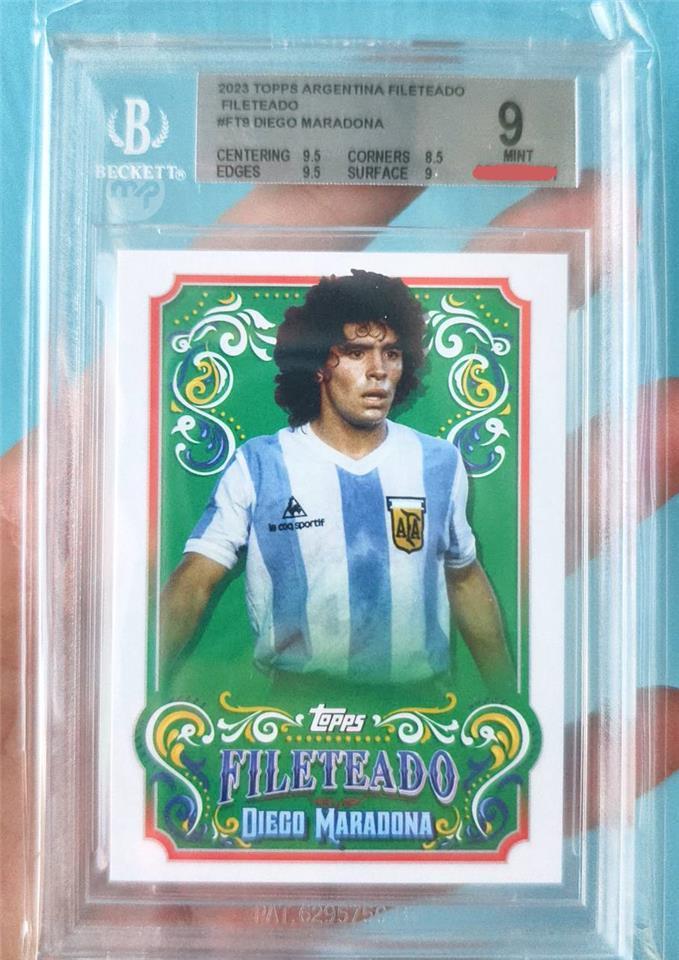 2023 TOPPS ARGENTINA FILETEADO
FILETEADO
#FT9 DIEGO MARADONA
9
MINT
CENTERING 9.5 CORNERS 8.5
EDGES 9.5 SURFACE 9
B
BECKETT®
le coq sportif
AFA
topps
FILETEADO
DIEGO MARADONA